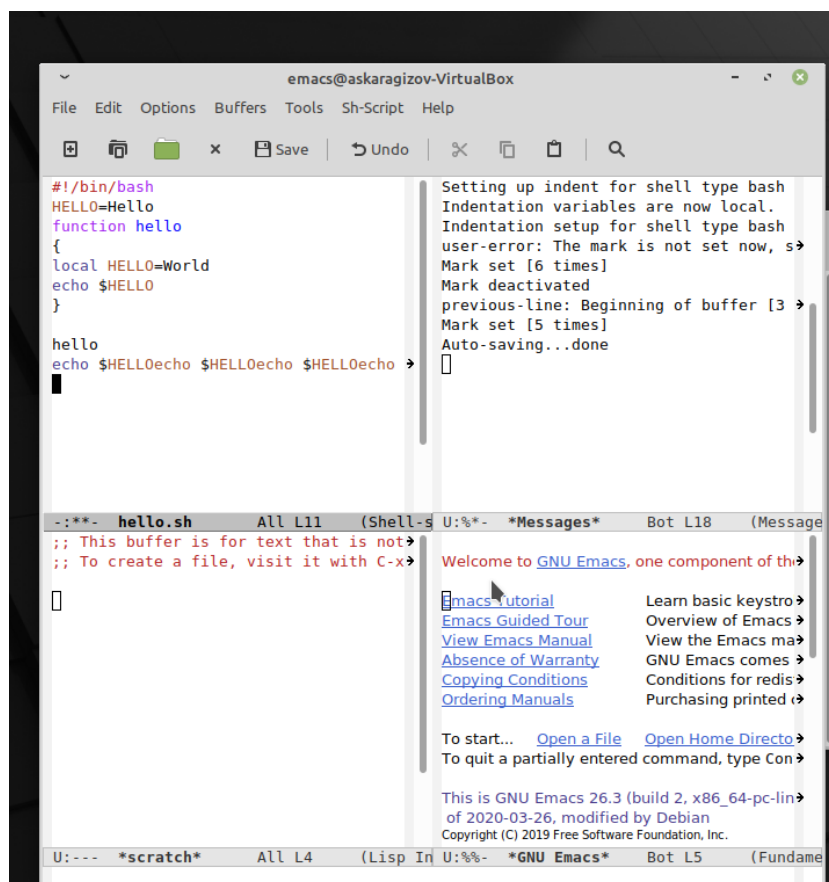 emacs@askaragizov-VirtualBox
File Edit Options Buffers Tools Sh-Script Help
Save Undo
#!/bin/bash
HELLO=Hello
function hello
{
local HELLO=World
echo $HELLO
}
hello
echo $HELLOecho $HELLOecho $HELLOecho
-:**- hello.sh All L11 (Shell-s
Setting up indent for shell type bash
Indentation variables are now local.
Indentation setup for shell type bash
user-error: The mark is not set now, s
Mark set [6 times]
Mark deactivated
previous-line: Beginning of buffer [3
Mark set [5 times]
Auto-saving...done
U:%*- *Messages* Bot L18 (Message
;; This buffer is for text that is not
;; To create a file, visit it with C-x
U:--- *scratch* All L4 (Lisp In
Welcome to GNU Emacs, one component of the
Emacs Tutorial Learn basic keystro
Emacs Guided Tour Overview of Emacs
View Emacs Manual View the Emacs ma
Absence of Warranty GNU Emacs comes
Copying Conditions Conditions for redis
Ordering Manuals Purchasing printed
To start... Open a File Open Home Directo
To quit a partially entered command, type Con
This is GNU Emacs 26.3 (build 2, x86_64-pc-lin
of 2020-03-26, modified by Debian
Copyright (C) 2019 Free Software Foundation, Inc.
U:%%- *GNU Emacs* Bot L5 (Fundame